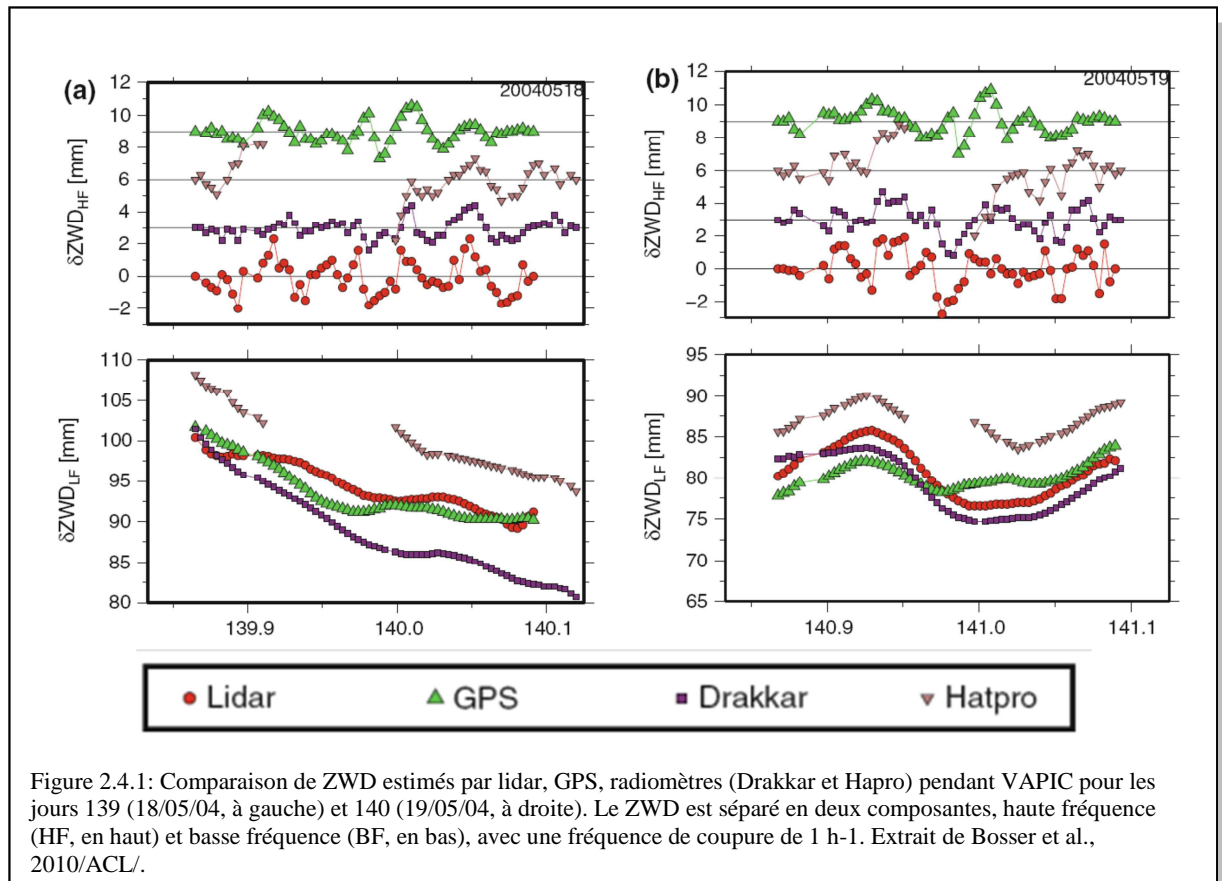 (a)
20040518
12
10
8
6
4
2
0
−2
δZWD_HF [mm]
(b)
20040519
12
10
8
6
4
2
0
−2
δZWD_HF [mm]
110
105
100
95
90
85
80
δZWD_LF [mm]
139.9 140.0 140.1
95
90
85
80
75
70
65
δZWD_LF [mm]
140.9 141.0 141.1
Lidar GPS Drakkar Hatpro
Figure 2.4.1: Comparaison de ZWD estimés par lidar, GPS, radiomètres (Drakkar et Hapro) pendant VAPIC pour les
jours 139 (18/05/04, à gauche) et 140 (19/05/04, à droite). Le ZWD est séparé en deux composantes, haute fréquence
(HF, en haut) et basse fréquence (BF, en bas), avec une fréquence de coupure de 1 h-1. Extrait de Bosser et al.,
2010/ACL/.